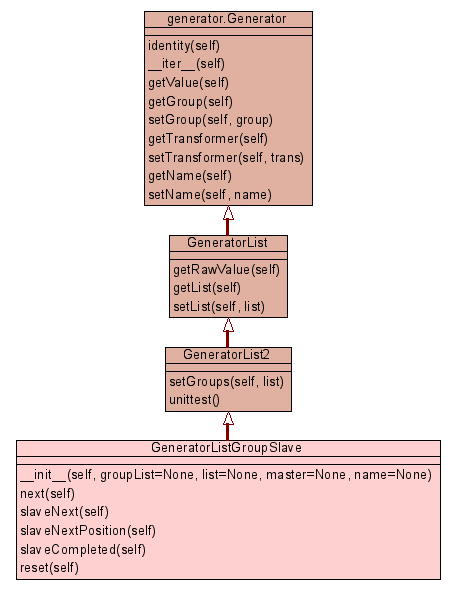 generator.Generator
identity(self)
__iter__(self)
getValue(self)
getGroup(self)
setGroup(self, group)
getTransformer(self)
setTransformer(self, trans)
getName(self)
setName(self, name)
GeneratorList
getRawValue(self)
getList(self)
setList(self, list)
GeneratorList2
setGroups(self, list)
unittest()
GeneratorListGroupSlave
__init__(self, groupList=None, list=None, master=None, name=None)
next(self)
slaveNext(self)
slaveNextPosition(self)
slaveCompleted(self)
reset(self)